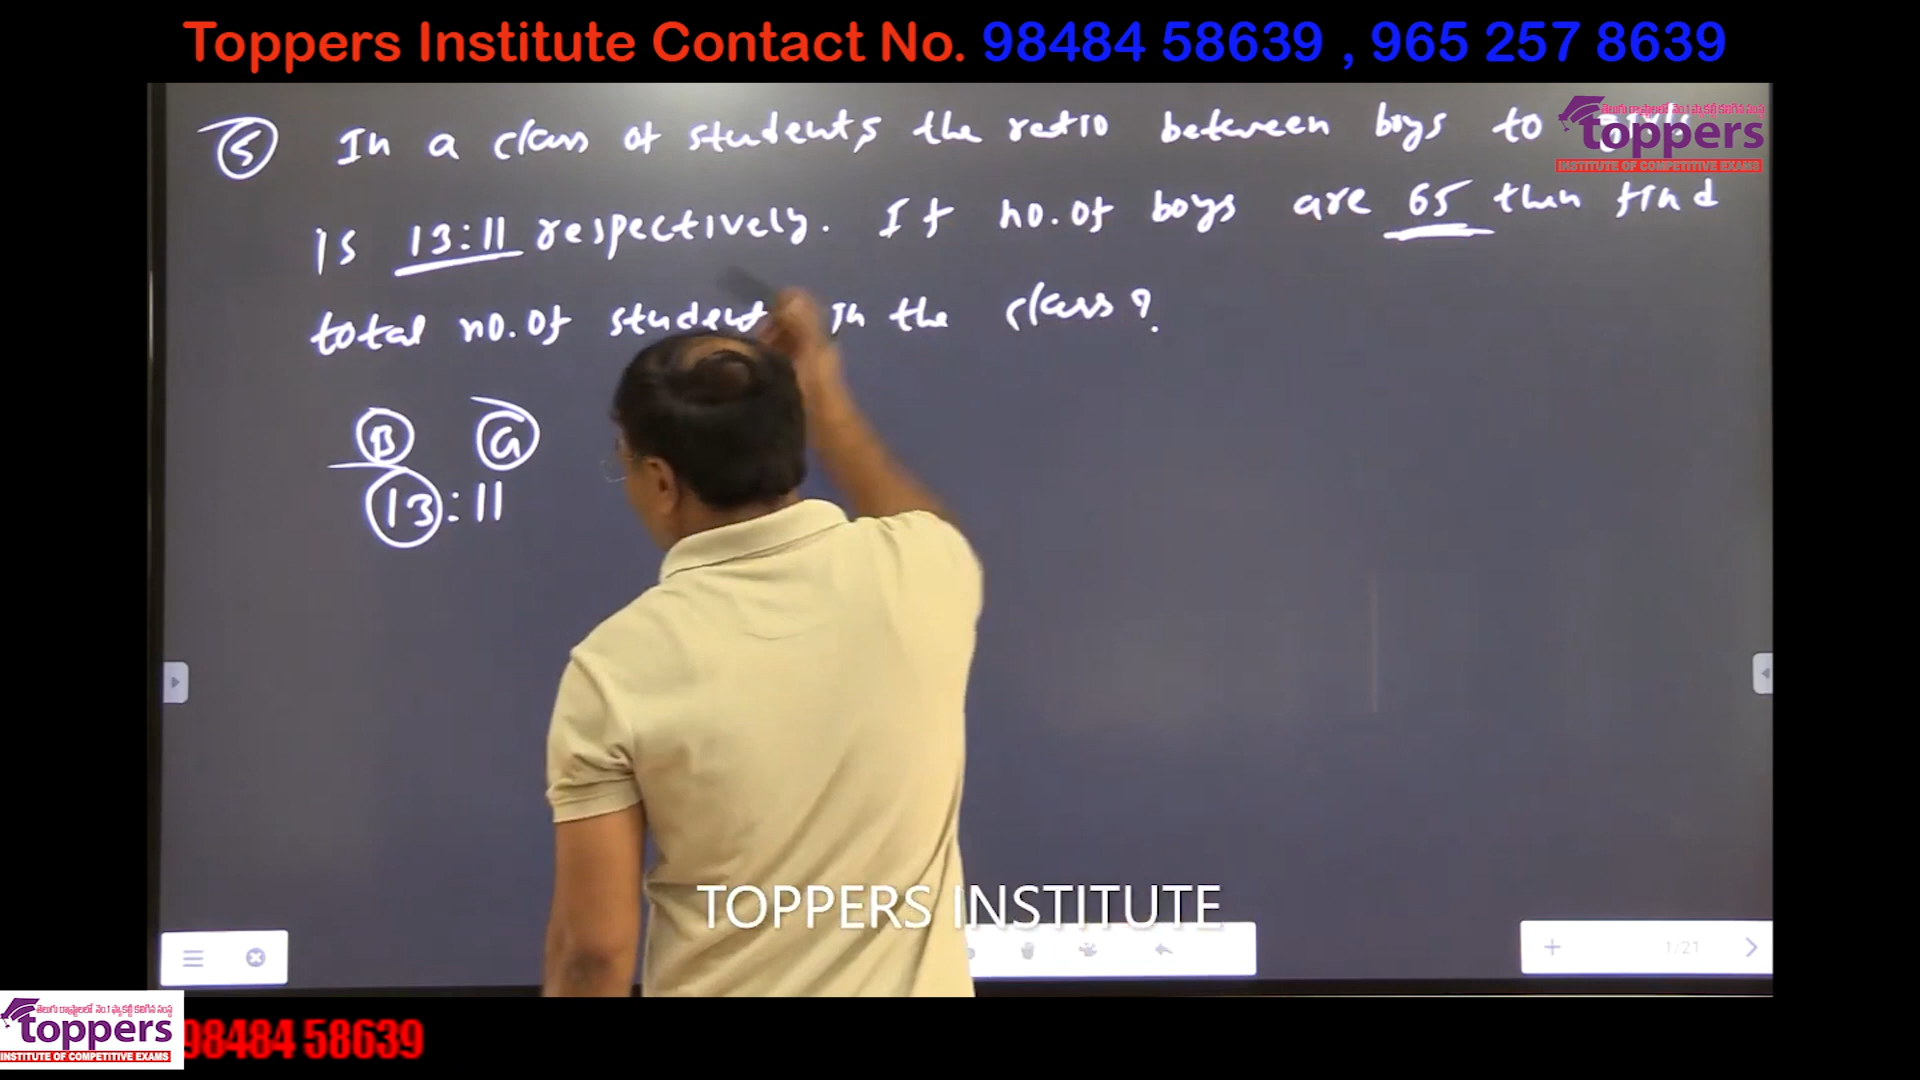 Toppers Institute Contact No. 98484 58639 , 965 257 8639
5 In a class of students the ratio between boys to
is 13:11 respectively. If no. of boys are 65 then find
total no. of student in the class?
B G
13:11
toppers
INSTITUTE OF COMPETITIVE EXAMS
TOPPERS INSTITUTE
1/21
toppers
INSTITUTE OF COMPETITIVE EXAMS
98484 58639